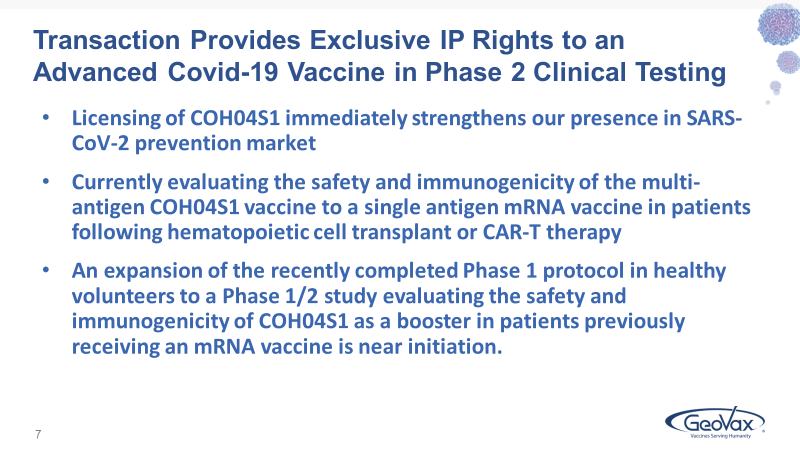 Transaction Provides Exclusive IP Rights to an
Advanced Covid-19 Vaccine in Phase 2 Clinical Testing
• Licensing of COH04S1 immediately strengthens our presence in SARS-
CoV-2 prevention market
• Currently evaluating the safety and immunogenicity of the multi-
antigen COH04S1 vaccine to a single antigen mRNA vaccine in patients
following hematopoietic cell transplant or CAR-T therapy
• An expansion of the recently completed Phase 1 protocol in healthy
volunteers to a Phase 1/2 study evaluating the safety and
immunogenicity of COH04S1 as a booster in patients previously
receiving an mRNA vaccine is near initiation.
7
GeoVax
Vaccines Serving Humanity